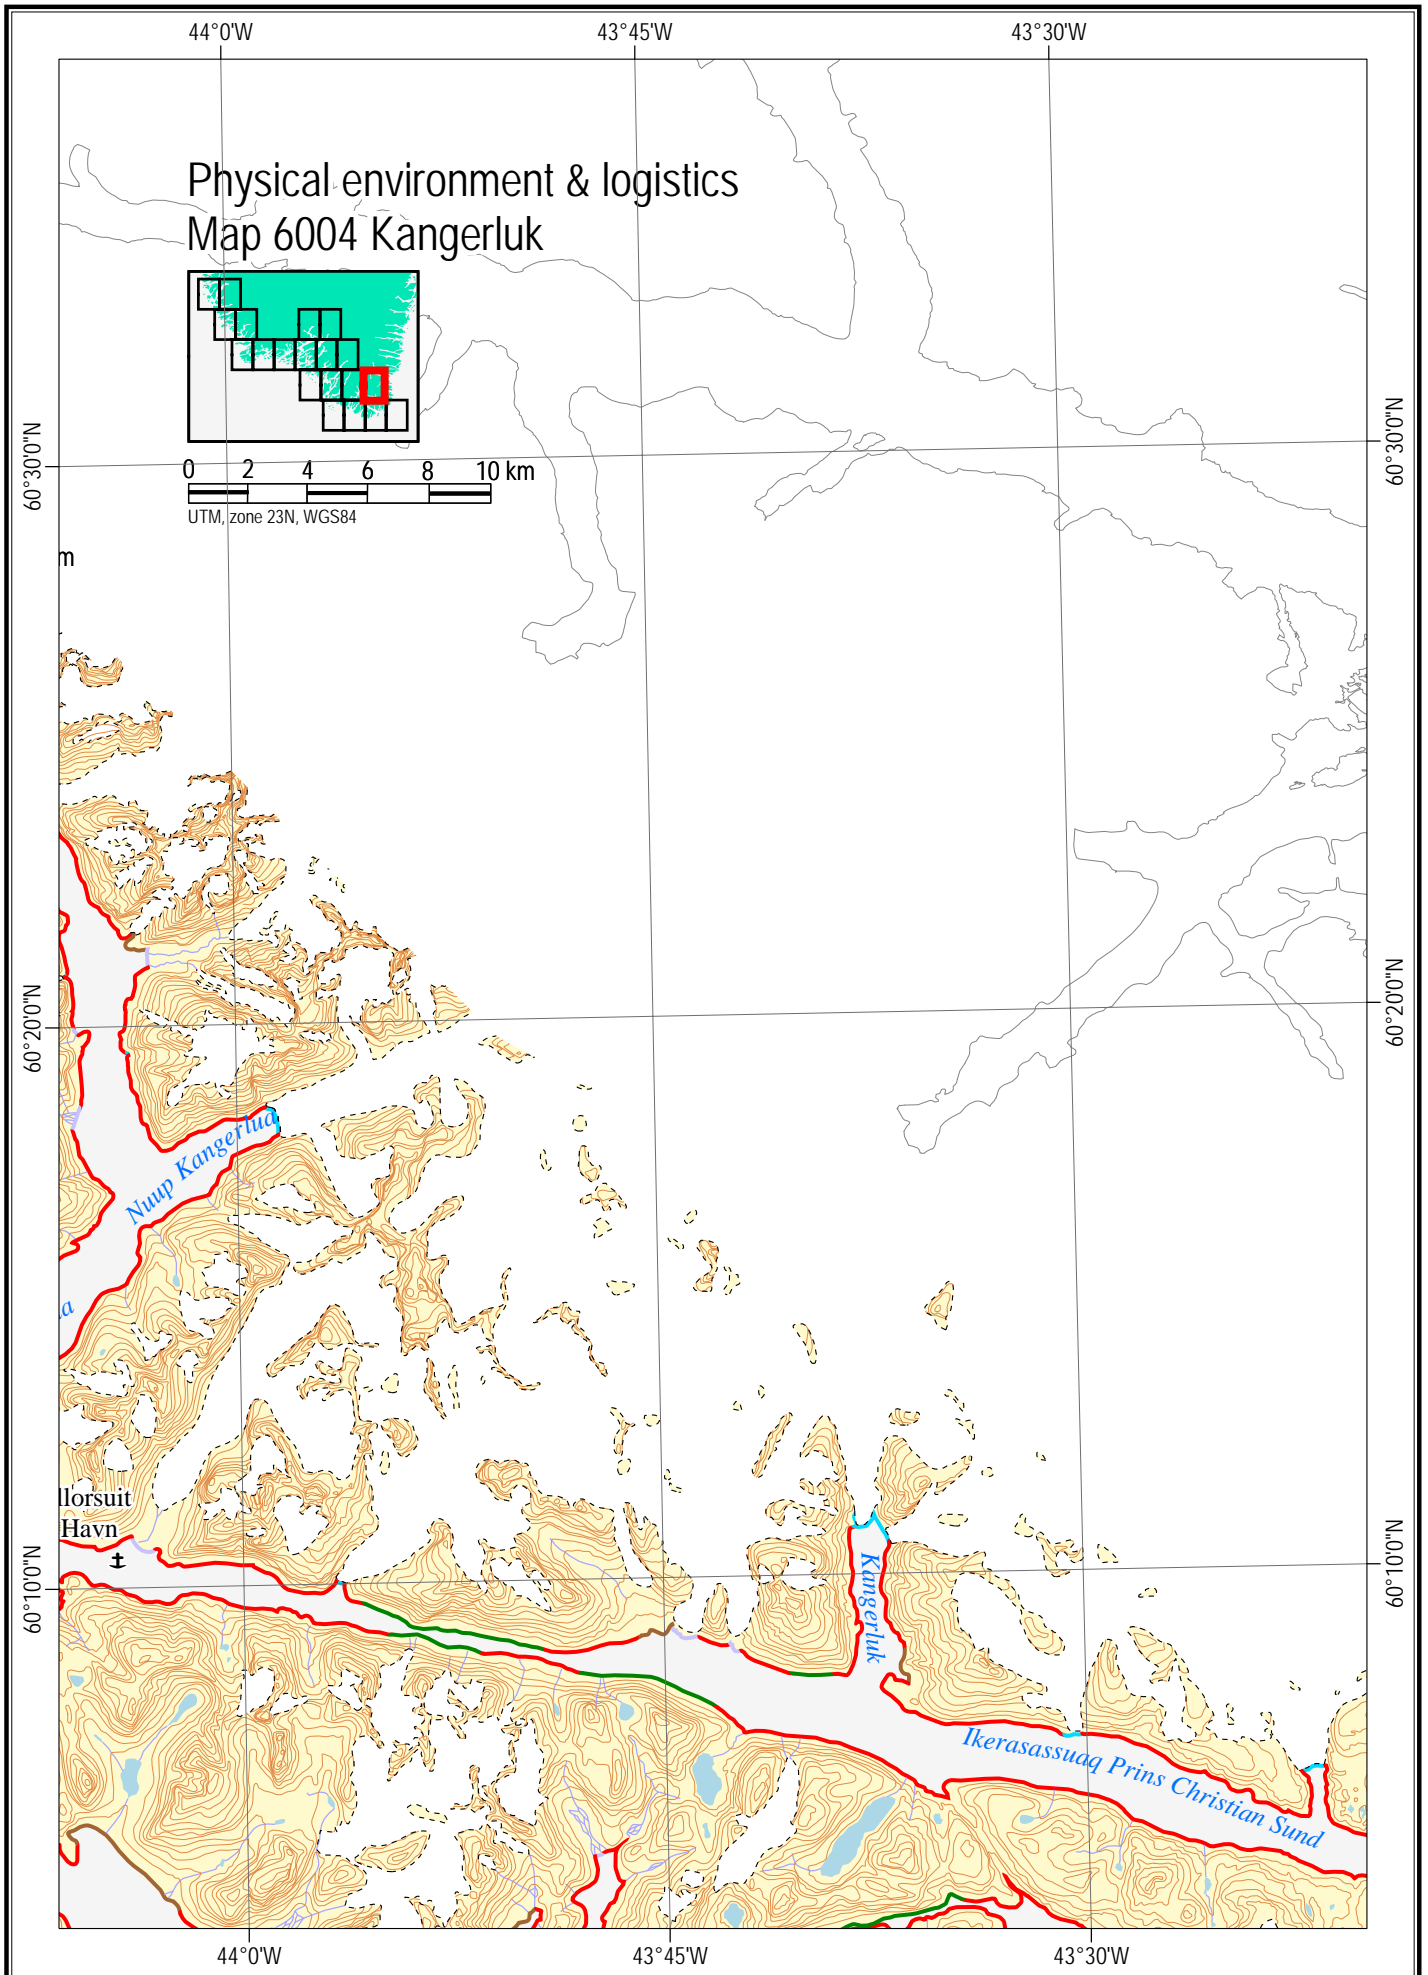 44°0'W
43°45'W
43°30'W
Physical environment & logistics
Map 6004 Kangerluk
60°30'0"N
60°30'0"N
0 2 4 6 8 10 km
UTM, zone 23N, WGS84
m
60°20'0"N
60°20'0"N
Nuup Kangerlua
a
llorsuit
Havn
Kangerluk
60°10'0"N
60°10'0"N
Ikerasassuaq Prins Christian Sund
44°0'W
43°45'W
43°30'W